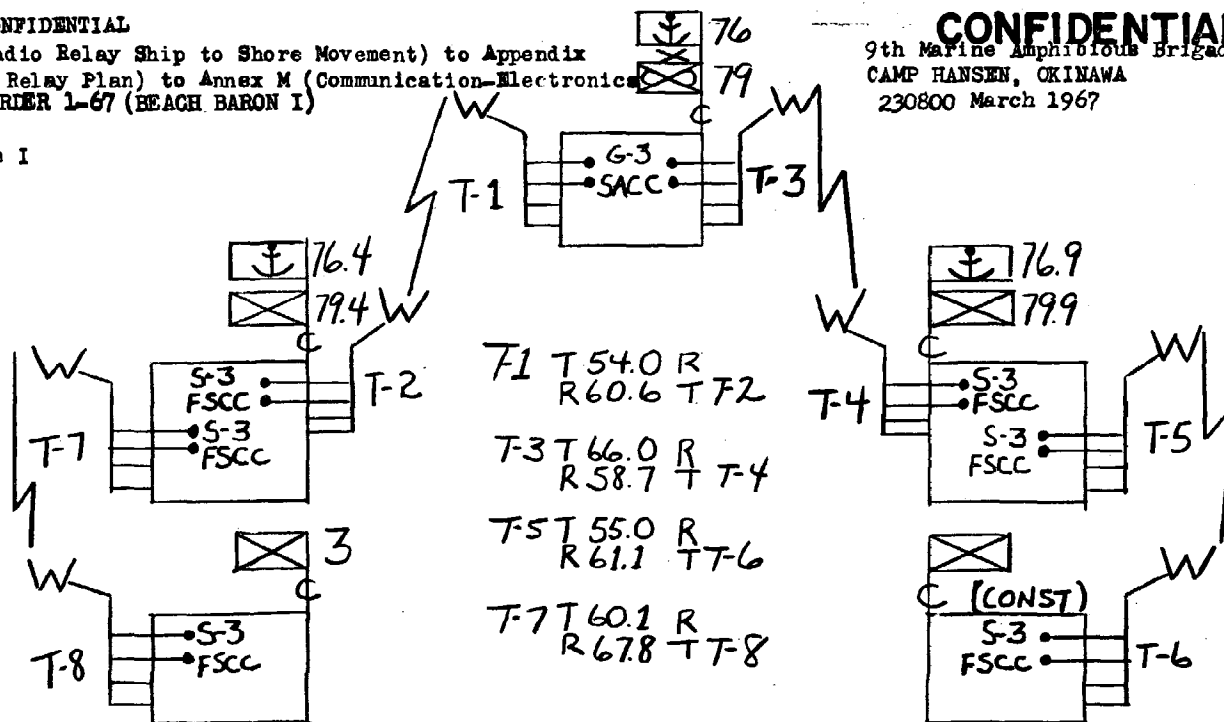 NFIDENTIAL
CONFIDENTIAL
adio Relay Ship to Shore Movement) to Appendix
Relay Plan) to Annex M (Communication-Electronics
RDER 1-67 (BEACH BARON I)
I
9th Marine Amphibious Brigad
CAMP HANSEN, OKINAWA
230800 March 1967
76
79
C
G-3
SACC
T-1
T-3
76.4
79.4
C
S-3
FSCC
S-3
FSCC
T-2
T-7
76.9
79.9
C
S-3
FSCC
S-3
FSCC
T-4
T-5
T1 T 54.0 R
R 60.6 T T2
T-3 T 66.0 R
R 58.7 T T-4
T-5 T 55.0 R
R 61.1 T T-6
T-7 T 60.1 R
R 67.8 T T-8
3
C
S-3
FSCC
T-8
C (CONST)
S-3
FSCC
T-6